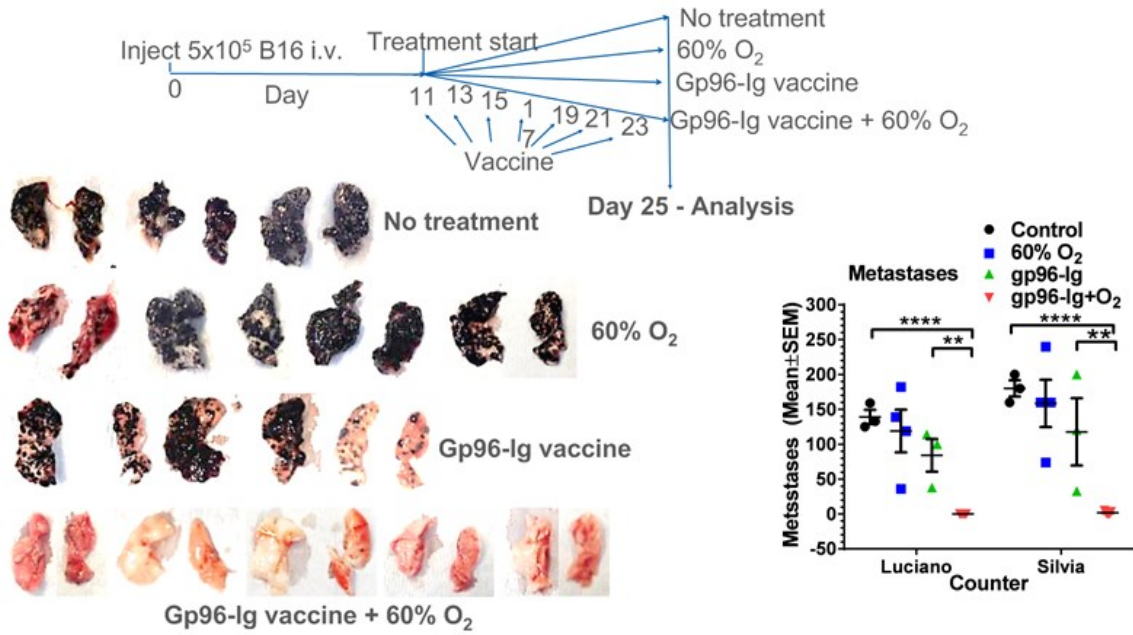 No treatment
Inject 5x10⁵ B16 i.v.
Treatment start
60% O₂
0
Day
11
13
15
1
7
19
21
23
Gp96-Ig vaccine
Gp96-Ig vaccine + 60% O₂
Vaccine
Day 25 - Analysis
No treatment
60% O₂
Gp96-Ig vaccine
Gp96-Ig vaccine + 60% O₂
Control
60% O₂
gp96-Ig
gp96-Ig+O₂
Metastases
Metsstases (Mean±SEM)
300
250
200
150
100
50
0
-50
****
**
****
**
Luciano
Silvia
Counter